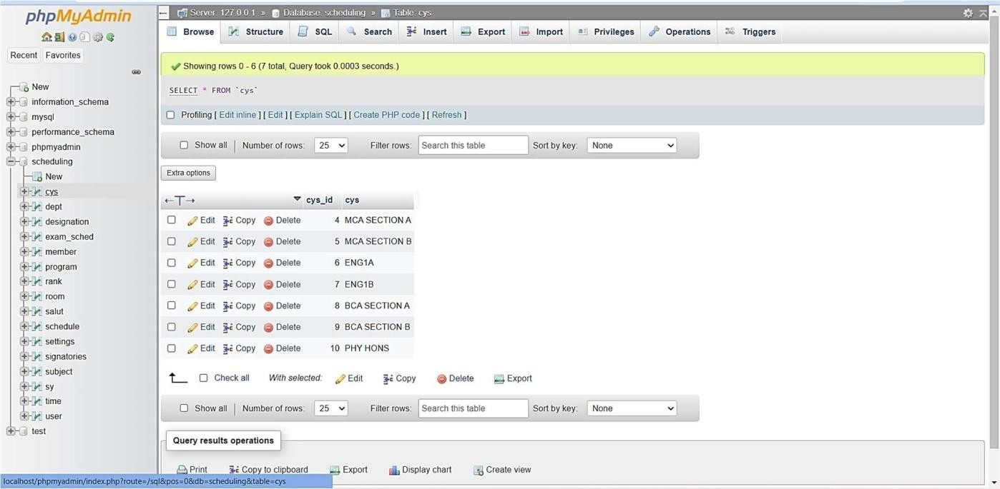 phpMyAdmin
Recent Favorites
New
information_schema
mysql
performance_schema
phpmyadmin
scheduling
New
cys
dept
designation
exam_sched
member
program
rank
room
salut
schedule
settings
signatories
subject
sy
time
user
test
Server: 127.0.0.1 » Database: scheduling » Table: cys
Browse Structure SQL Search Insert Export Import Privileges Operations Triggers
Showing rows 0 - 6 (7 total, Query took 0.0003 seconds.)
SELECT * FROM `cys`
Profiling [ Edit inline ] [ Edit ] [ Explain SQL ] [ Create PHP code ] [ Refresh ]
Show all | Number of rows: 25 Filter rows: Search this table Sort by key: None
Extra options
←T→ cys_id cys
Edit Copy Delete 4 MCA SECTION A
Edit Copy Delete 5 MCA SECTION B
Edit Copy Delete 6 ENG1A
Edit Copy Delete 7 ENG1B
Edit Copy Delete 8 BCA SECTION A
Edit Copy Delete 9 BCA SECTION B
Edit Copy Delete 10 PHY HONS
Check all With selected: Edit Copy Delete Export
Show all | Number of rows: 25 Filter rows: Search this table Sort by key: None
Query results operations
Print Copy to clipboard Export Display chart Create view
localhost/phpmyadmin/index.php?route=/sql&pos=0&db=scheduling&table=cys